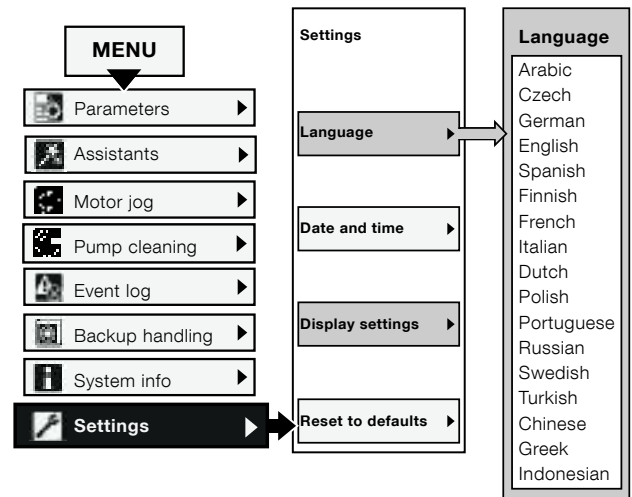 MENU
Parameters
Assistants
Motor jog
Pump cleaning
Event log
Backup handling
System info
Settings
Settings
Language
Date and time
Display settings
Reset to defaults
Language
Arabic
Czech
German
English
Spanish
Finnish
French
Italian
Dutch
Polish
Portuguese
Russian
Swedish
Turkish
Chinese
Greek
Indonesian